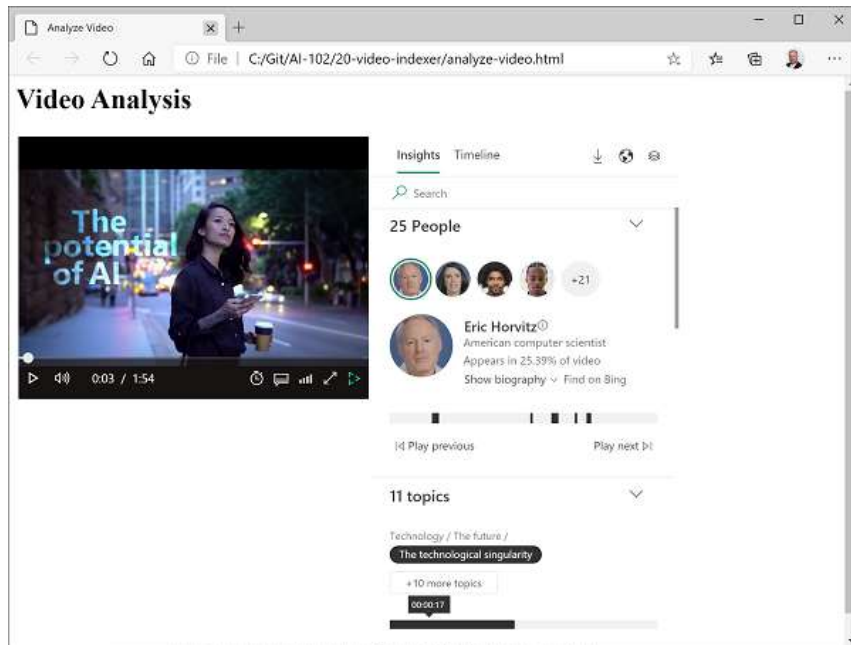 Analyze Video
File | C:/Git/AI-102/20-video-indexer/analyze-video.html
Video Analysis
The
potential
of AI
0:03 / 1:54
Insights Timeline
Search
25 People
+21
Eric Horvitz
American computer scientist
Appears in 25.39% of video
Show biography Find on Bing
Play previous Play next
11 topics
Technology / The future /
The technological singularity
+10 more topics
00:00:17